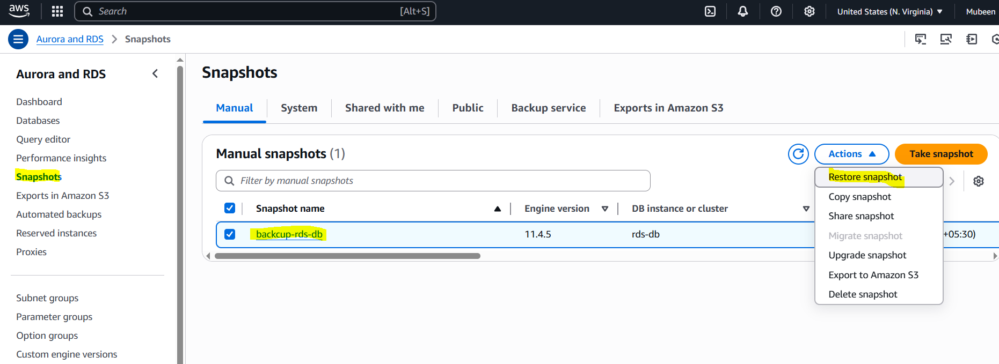 aws
Search [Alt+S]
United States (N. Virginia) Mubeen
Aurora and RDS Snapshots
Aurora and RDS
Dashboard
Databases
Query editor
Performance insights
Snapshots
Exports in Amazon S3
Automated backups
Reserved instances
Proxies
Subnet groups
Parameter groups
Option groups
Custom engine versions
Snapshots
Manual System Shared with me Public Backup service Exports in Amazon S3
Manual snapshots (1)
Actions
Take snapshot
Filter by manual snapshots
Restore snapshot
Copy snapshot
Share snapshot
Migrate snapshot
Upgrade snapshot
Export to Amazon S3
Delete snapshot
Snapshot name Engine version DB instance or cluster
backcup-rds-db 11.4.5 rds-db +05:30)